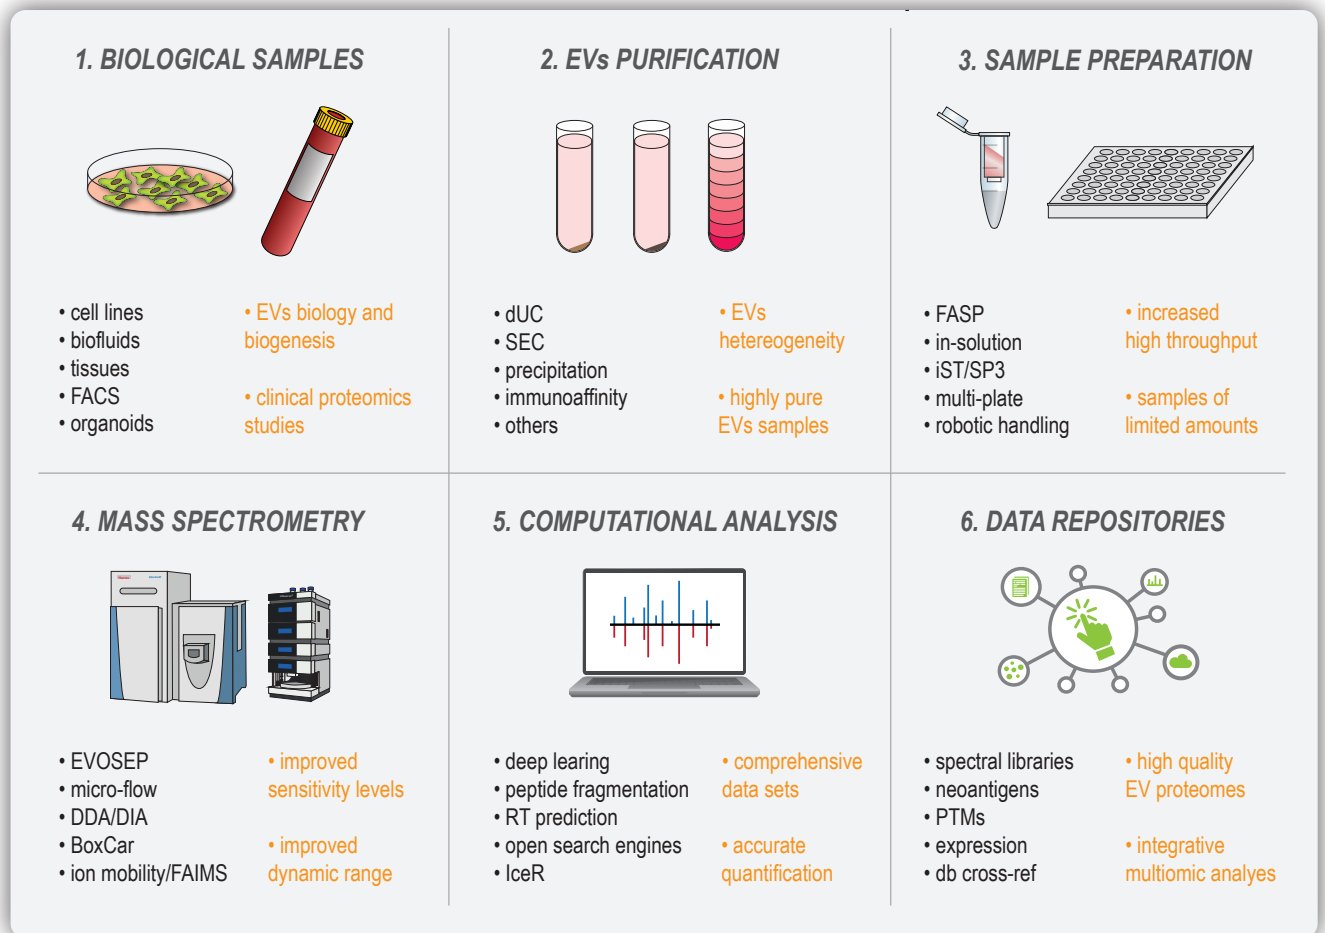 1. BIOLOGICAL SAMPLES
• cell lines
• biofluids
• tissues
• FACS
• organoids
• EVs biology and
biogenesis
• clinical proteomics
studies
2. EVs PURIFICATION
• dUC
• SEC
• precipitation
• immunoaffinity
• others
• EVs
hetereogeneity
• highly pure
EVs samples
3. SAMPLE PREPARATION
• FASP
• in-solution
• iST/SP3
• multi-plate
• robotic handling
• increased
high throughput
• samples of
limited amounts
4. MASS SPECTROMETRY
• EVOSEP
• micro-flow
• DDA/DIA
• BoxCar
• ion mobility/FAIMS
• improved
sensitivity levels
• improved
dynamic range
5. COMPUTATIONAL ANALYSIS
• deep learing
• peptide fragmentation
• RT prediction
• open search engines
• IceR
• comprehensive
data sets
• accurate
quantification
6. DATA REPOSITORIES
• spectral libraries
• neoantigens
• PTMs
• expression
• db cross-ref
• high quality
EV proteomes
• integrative
multiomic analyes